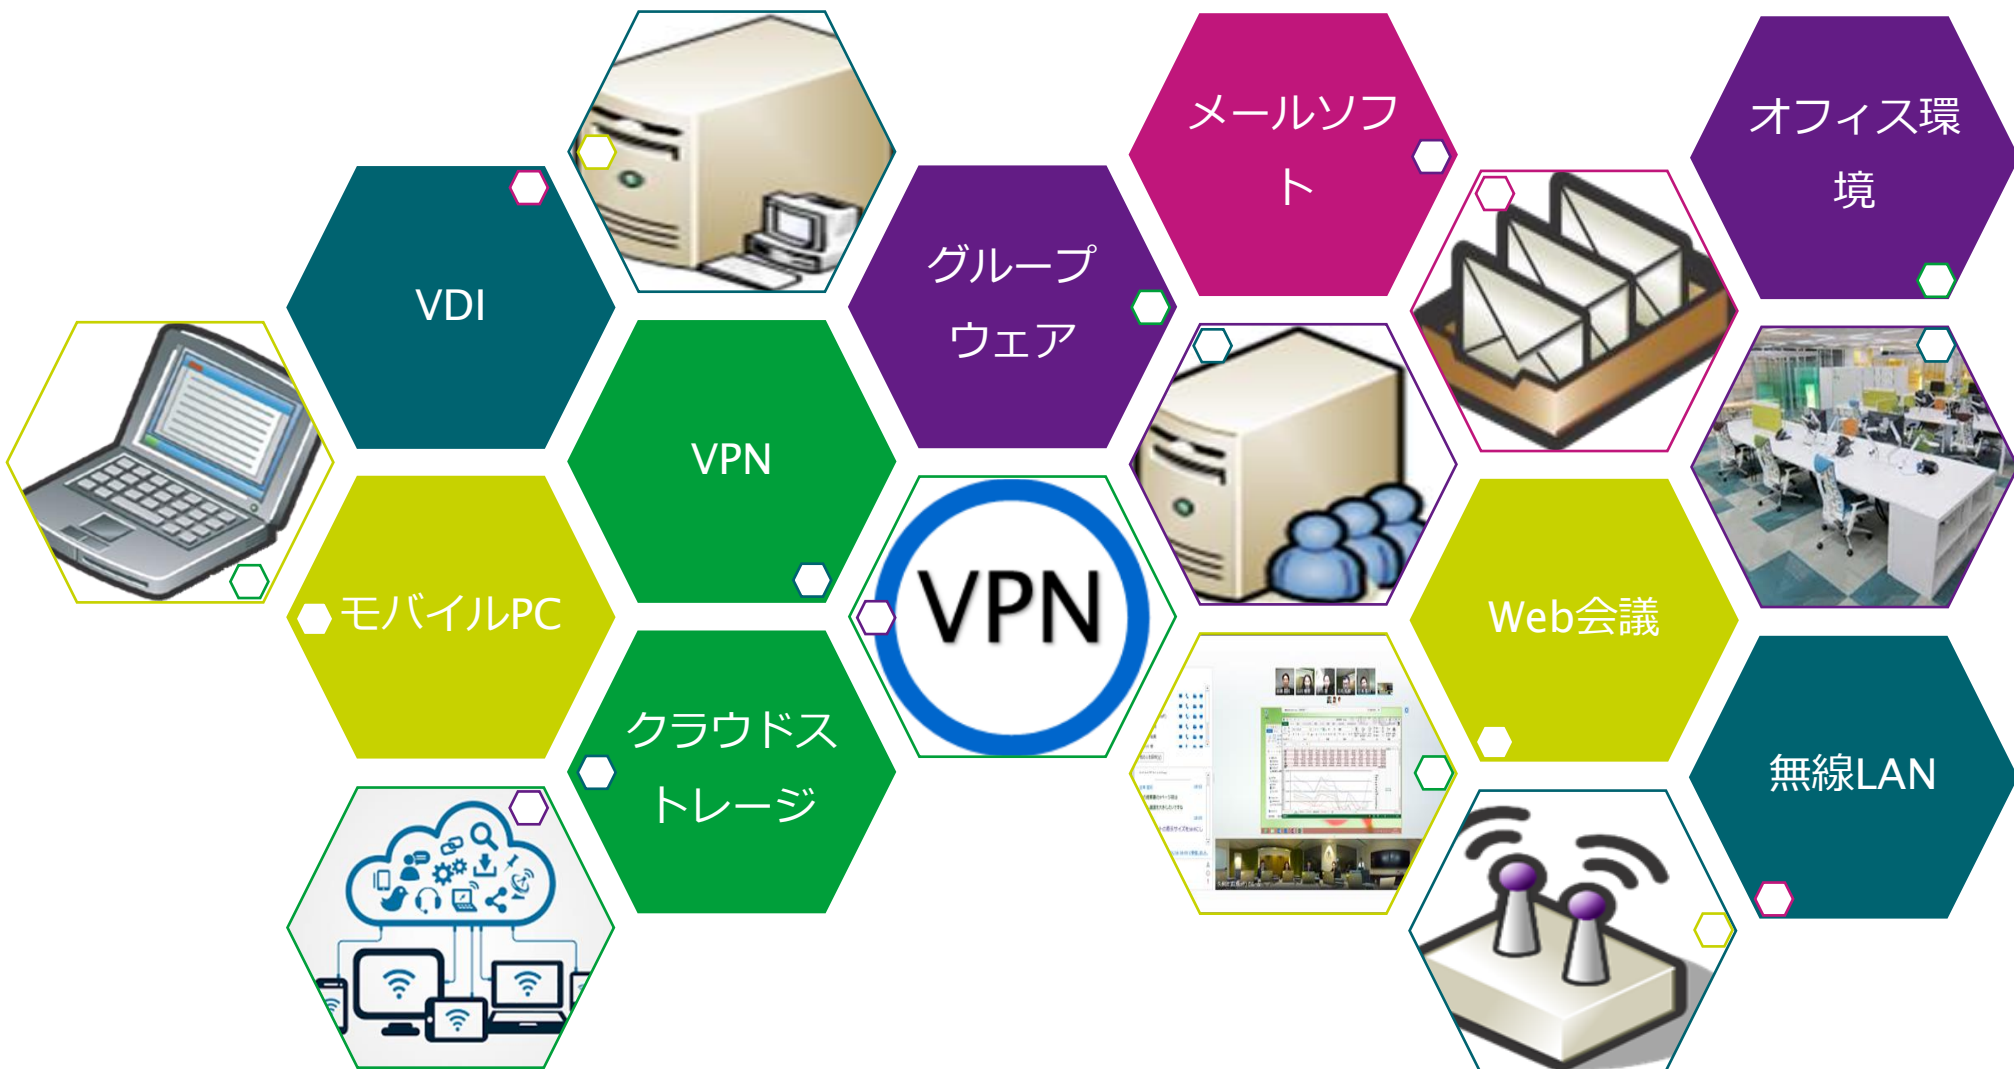 メールソフ
ト
オフィス環
境
グループ
ウェア
VDI
VPN
モバイルPC
VPN
Web会議
クラウドス
トレージ
無線LAN